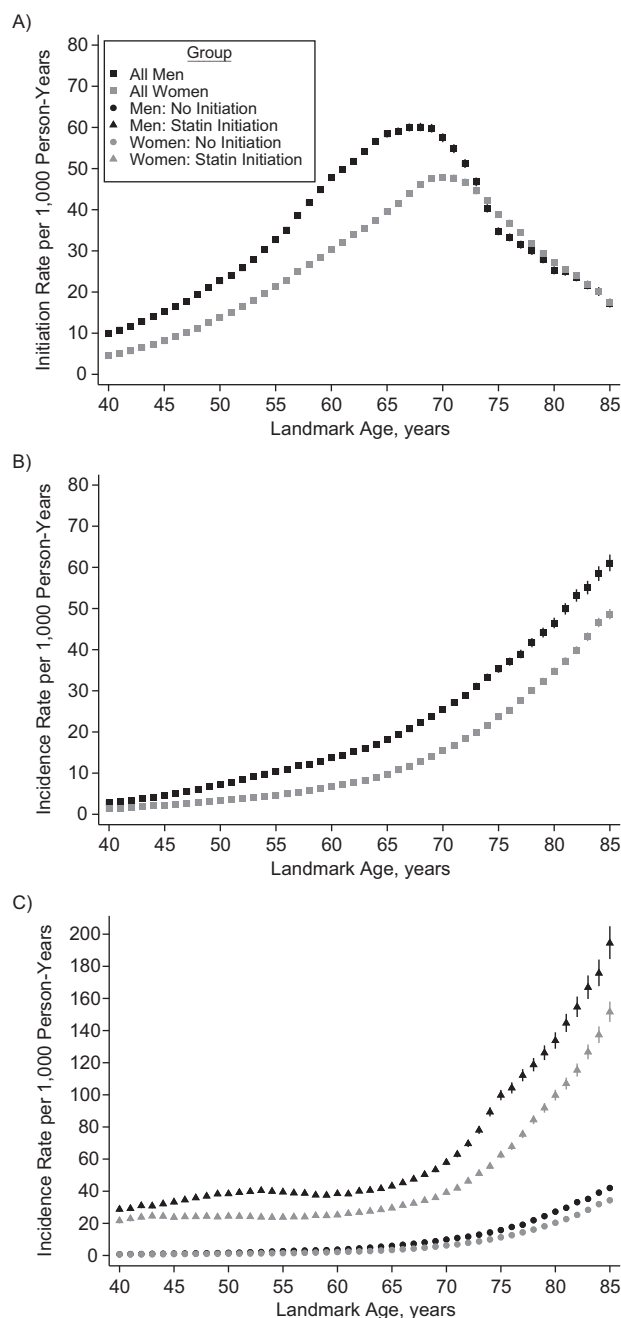 A)
Group
All Men
All Women
Men: No Initiation
Men: Statin Initiation
Women: No Initiation
Women: Statin Initiation
Initiation Rate per 1,000 Person-Years
80
70
60
50
40
30
20
10
0
40 45 50 55 60 65 70 75 80 85
Landmark Age, years
B)
Incidence Rate per 1,000 Person-Years
80
70
60
50
40
30
20
10
0
40 45 50 55 60 65 70 75 80 85
Landmark Age, years
C)
Incidence Rate per 1,000 Person-Years
200
180
160
140
120
100
80
60
40
20
0
40 45 50 55 60 65 70 75 80 85
Landmark Age, years